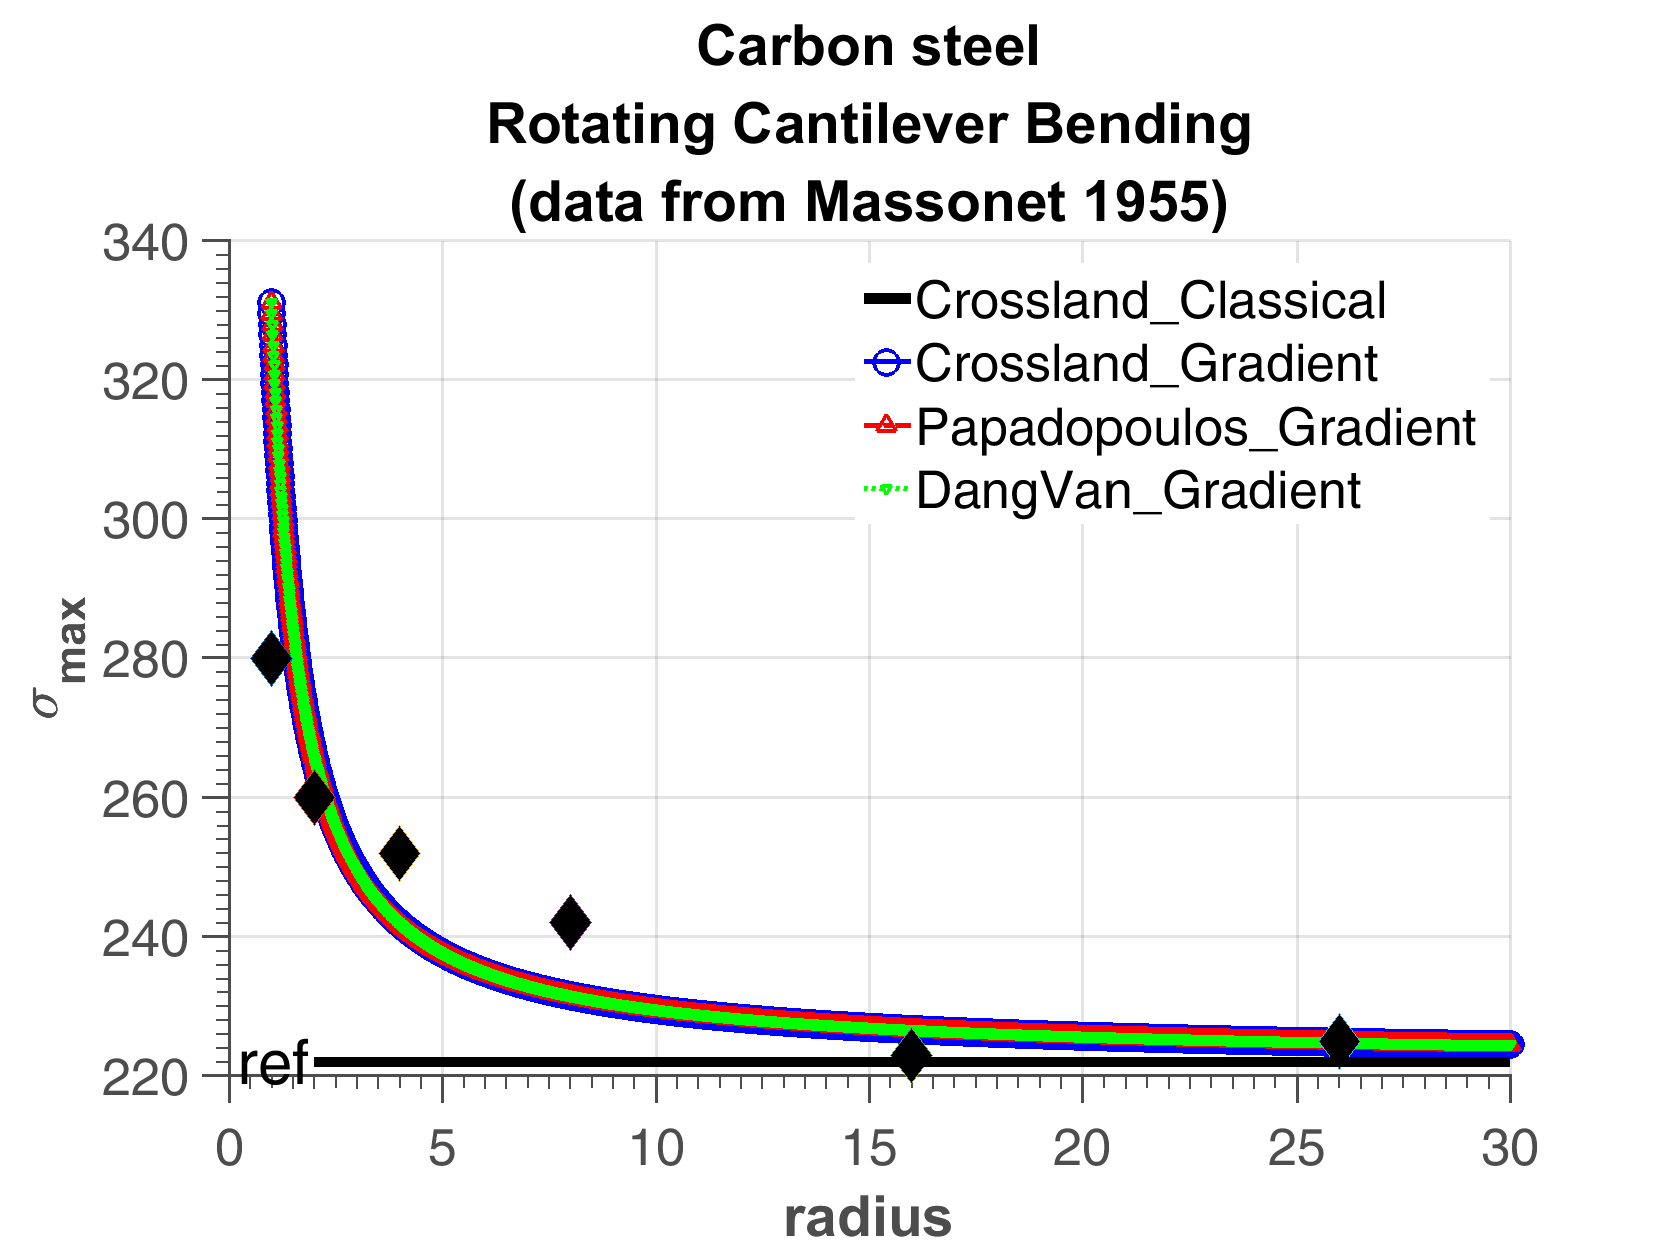 Carbon steel
Rotating Cantilever Bending
(data from Massonet 1955)
340
320
300
280
260
240
220
σ max
Crossland_Classical
Crossland_Gradient
Papadopoulos_Gradient
DangVan_Gradient
ref
0 5 10 15 20 25 30
radius